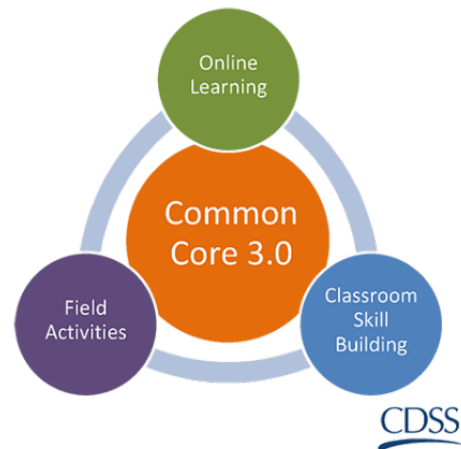 Online
Learning
Common
Core 3.0
Field
Activities
Classroom
Skill
Building
CDSS